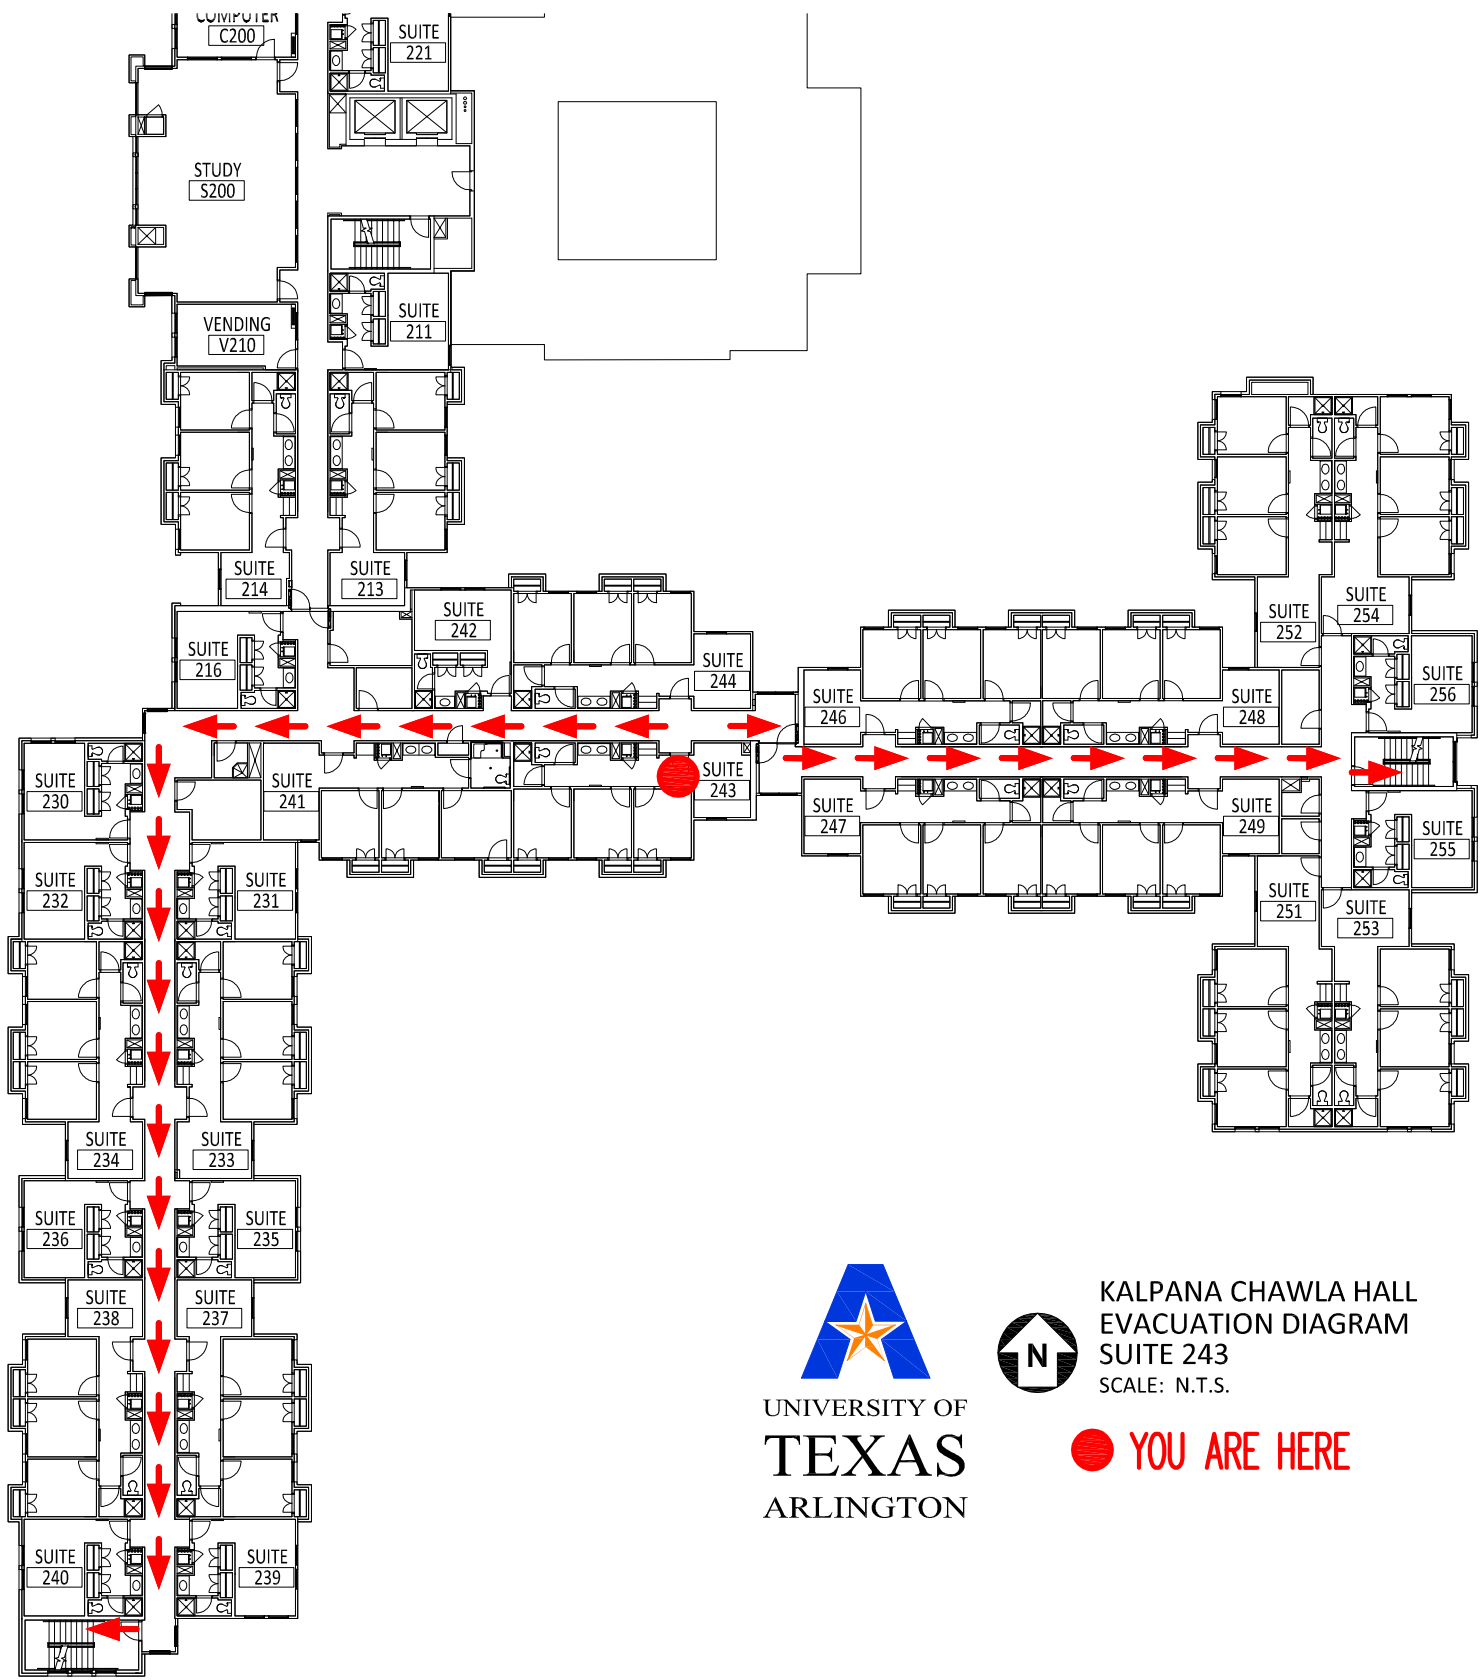 COMPUTER
C200
SUITE
221
STUDY
S200
VENDING
V210
SUITE
211
SUITE
214
SUITE
213
SUITE
216
SUITE
242
SUITE
244
SUITE
246
SUITE
248
SUITE
252
SUITE
254
SUITE
256
SUITE
230
SUITE
241
SUITE
243
SUITE
247
SUITE
249
SUITE
255
SUITE
232
SUITE
231
SUITE
251
SUITE
253
SUITE
234
SUITE
233
SUITE
236
SUITE
235
SUITE
238
SUITE
237
SUITE
240
SUITE
239
UNIVERSITY OF
TEXAS
ARLINGTON
N
KALPANA CHAWLA HALL
EVACUATION DIAGRAM
SUITE 243
SCALE: N.T.S.
YOU ARE HERE